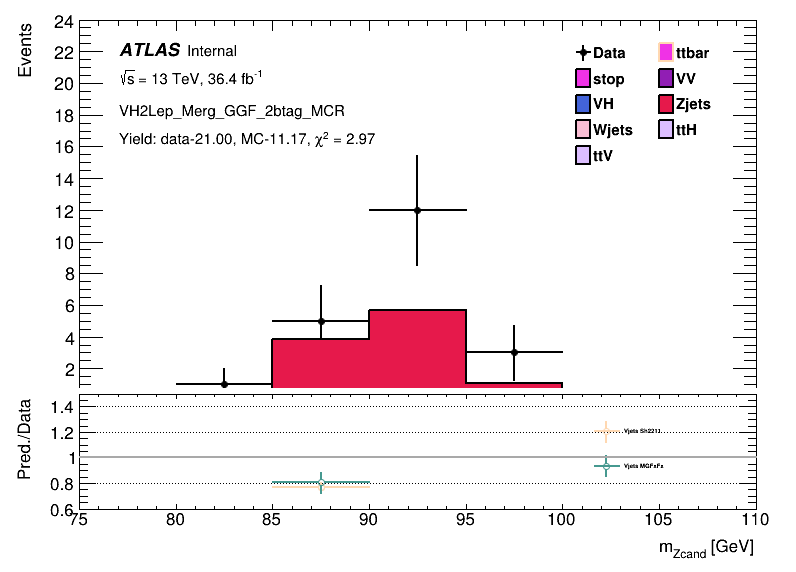 Events
24
22
20
18
16
14
12
10
8
6
4
2
ATLAS Internal
√s = 13 TeV, 36.4 fb⁻¹
VH2Lep_Merg_GGF_2btag_MCR
Yield: data-21.00, MC-11.17, χ² = 2.97
Data
ttbar
stop
VV
VH
Zjets
Wjets
ttH
ttV
Pred./Data
1.4
1.2
1
0.8
0.6
Vjets Sh2211
Vjets MGFxFx
75 80 85 90 95 100 105 110
m_Zcand [GeV]